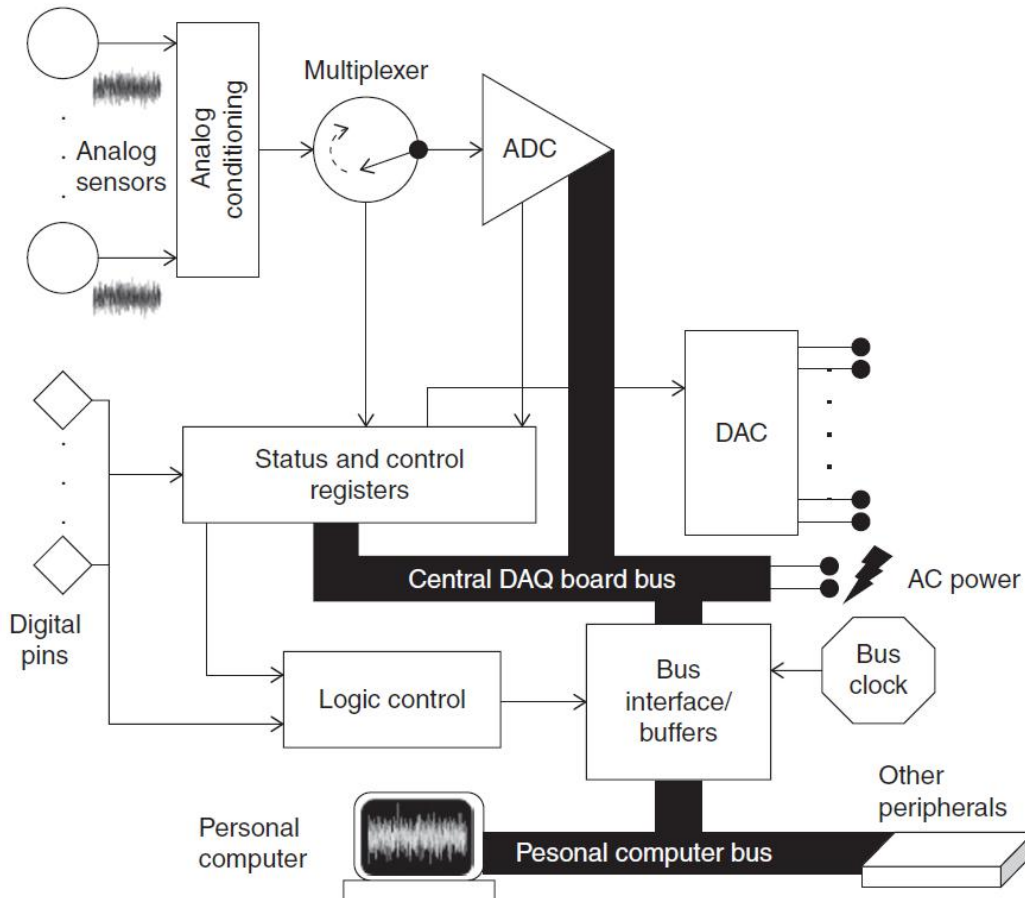 Multiplexer
Analog
sensors
Analog
conditioning
ADC
DAC
Status and control
registers
Central DAQ board bus
AC power
Digital
pins
Logic control
Bus
interface/
buffers
Bus
clock
Other
peripherals
Personal
computer
Pesonal computer bus